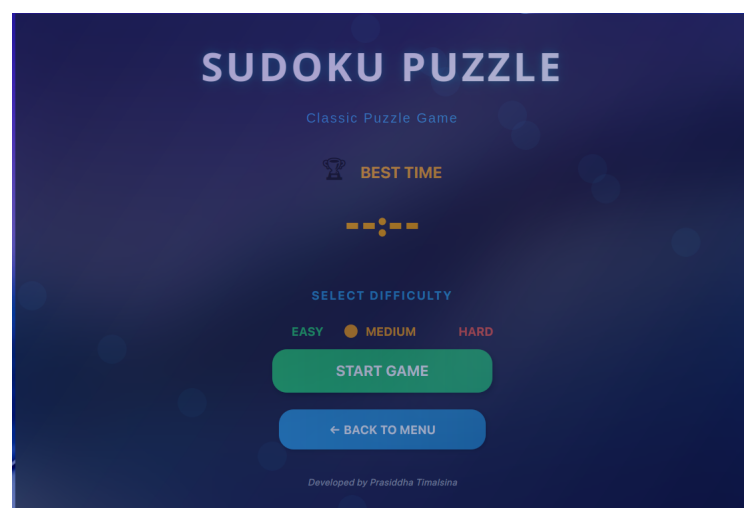 SUDOKU PUZZLE
Classic Puzzle Game
BEST TIME
--:--
SELECT DIFFICULTY
EASY MEDIUM HARD
START GAME
← BACK TO MENU
Developed by Prasiddha Timalsina